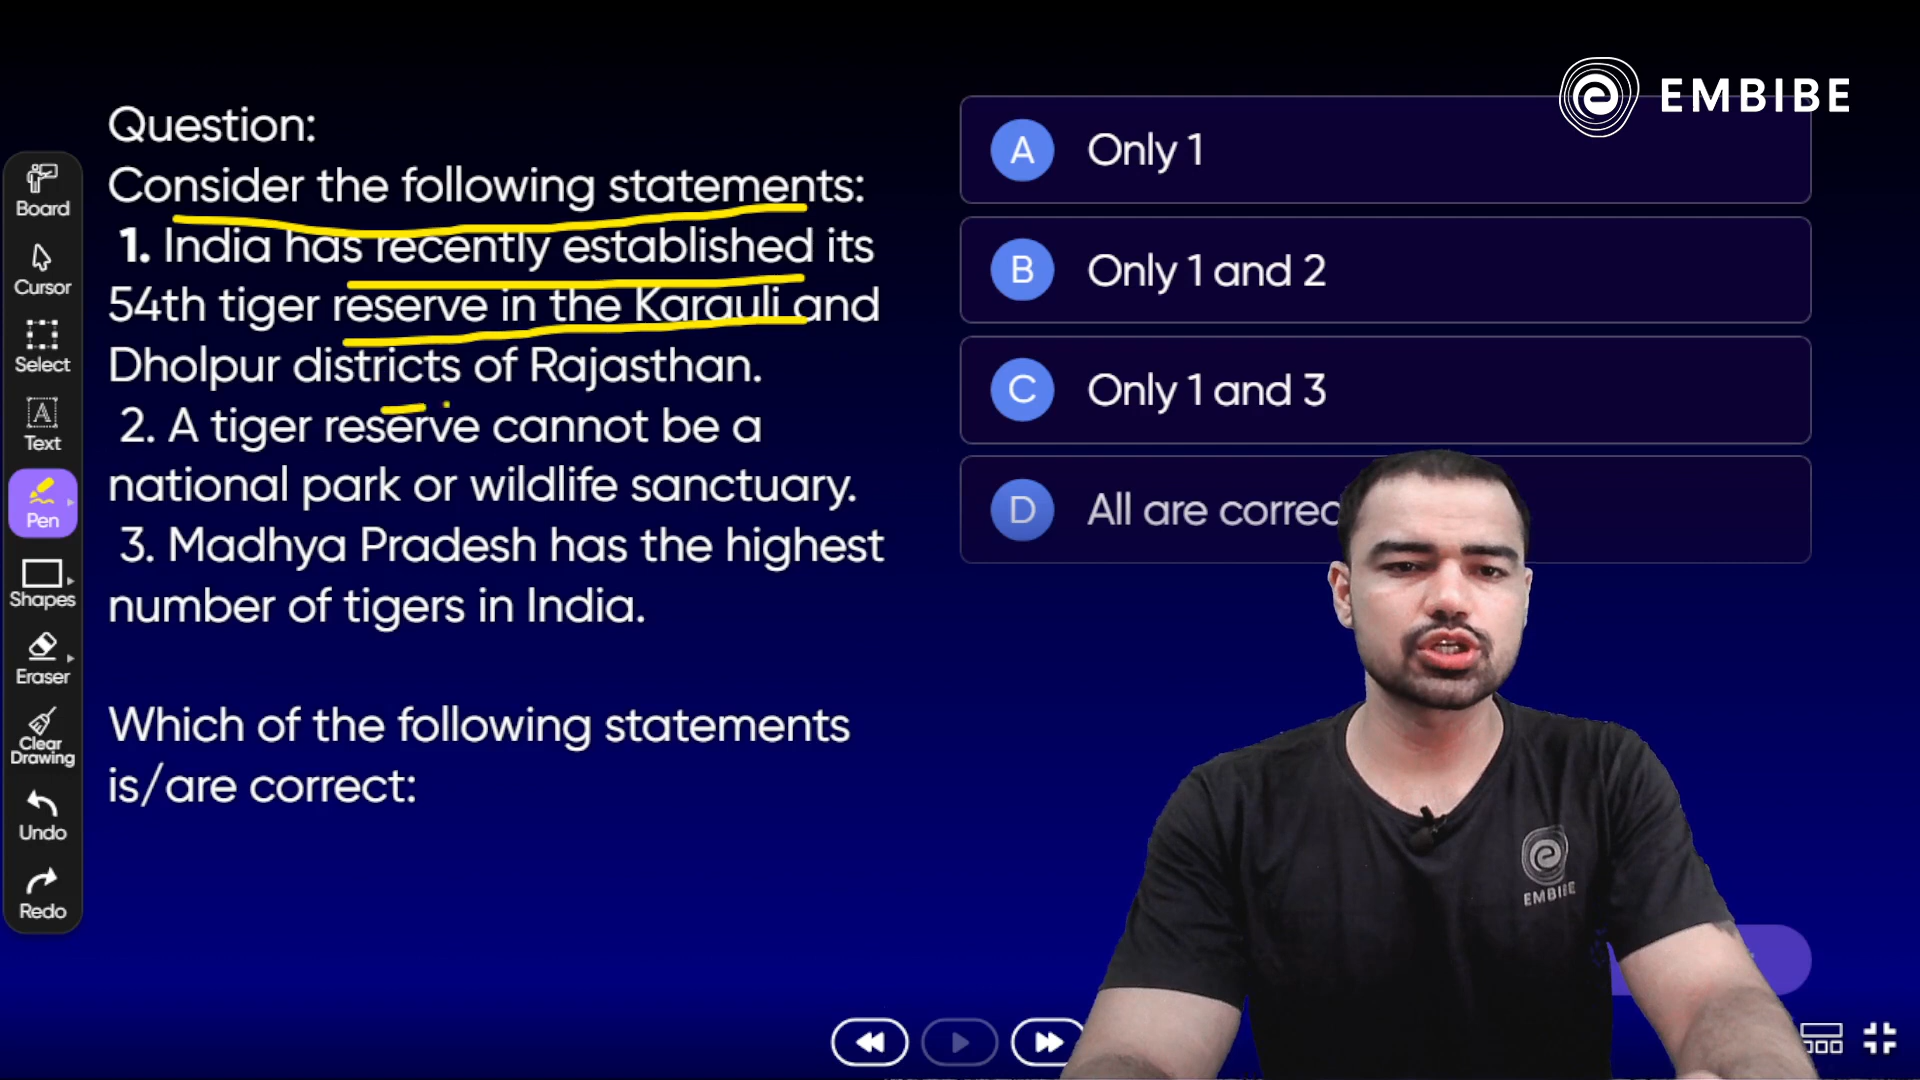 EMBIBE
Question:
Consider the following statements:
1. India has recently established its
54th tiger reserve in the Karauli and
Dholpur districts of Rajasthan.
2. A tiger reserve cannot be a
national park or wildlife sanctuary.
3. Madhya Pradesh has the highest
number of tigers in India.
Which of the following statements
is/are correct:
A Only 1
B Only 1 and 2
C Only 1 and 3
D All are correc
Board
Cursor
Select
Text
Pen
Shapes
Eraser
Clear
Drawing
Undo
Redo
EMBIBE